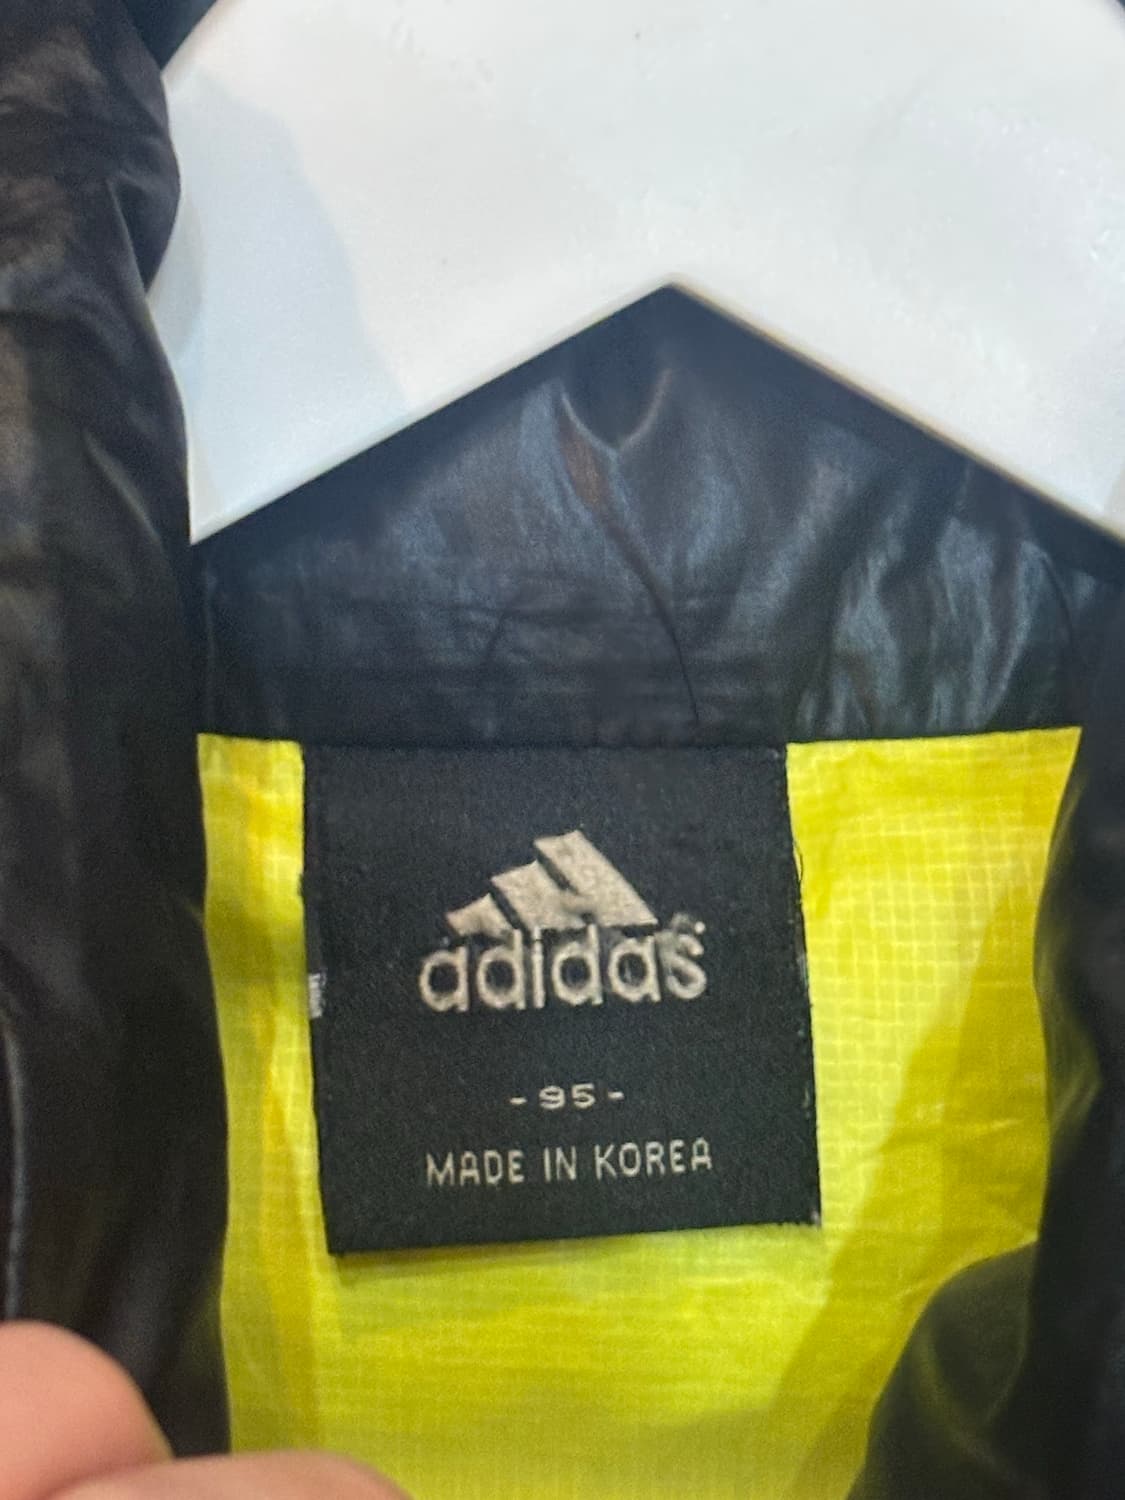 adidas
- 95 -
MADE IN KOREA